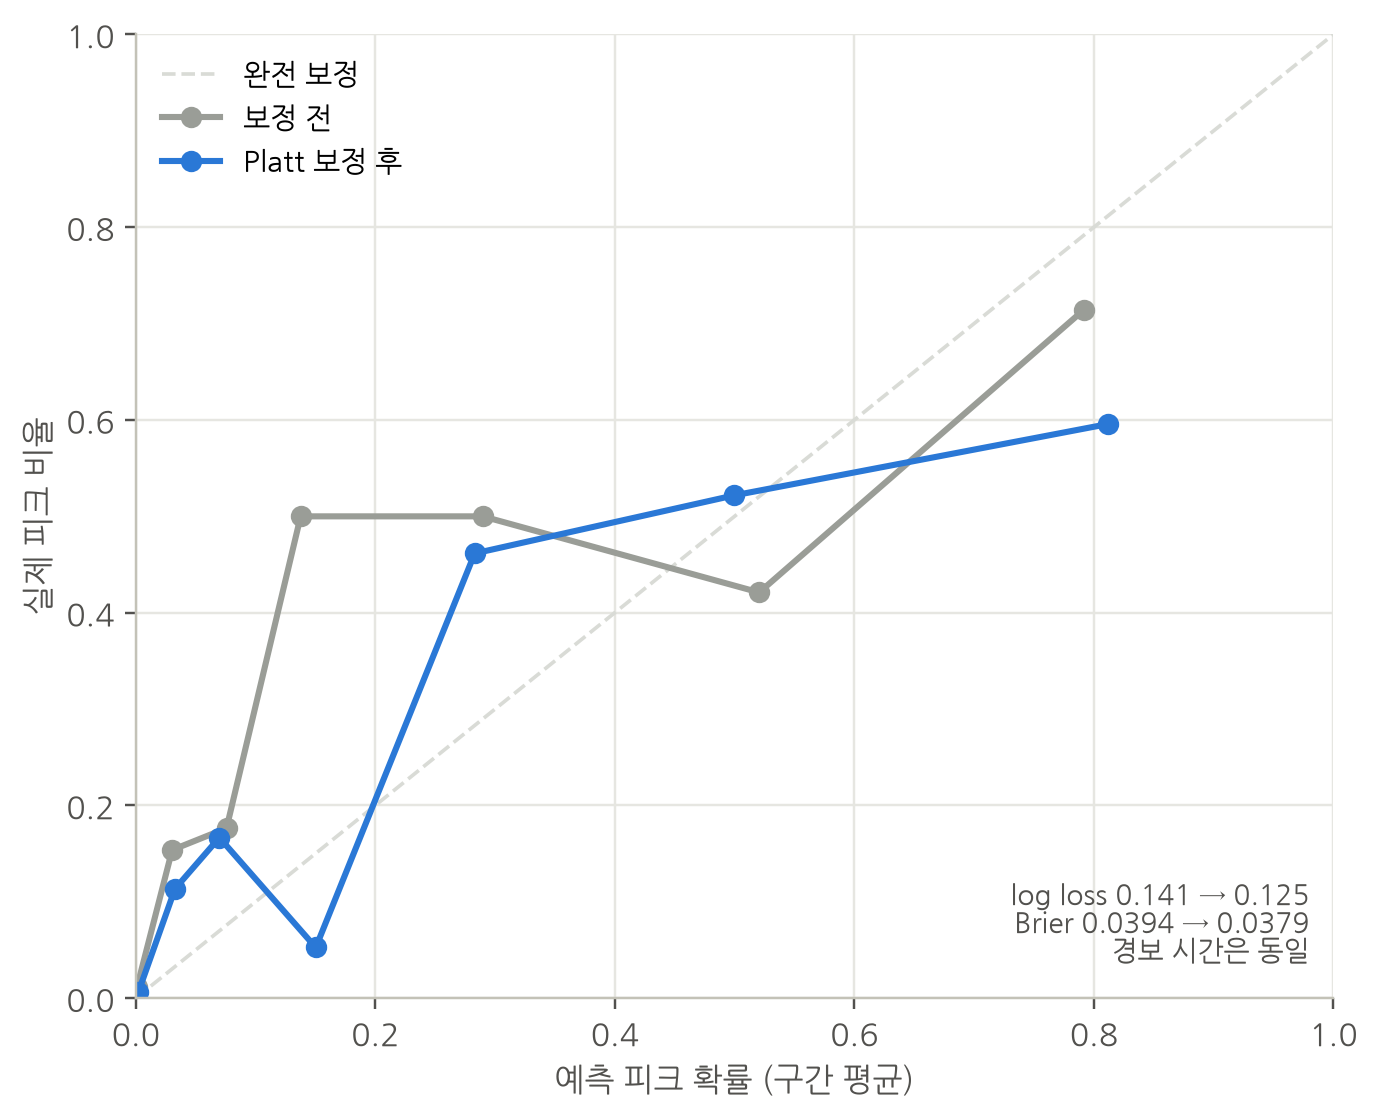 완전 보정
보정 전
Platt 보정 후
1.0
0.8
0.6
0.4
0.2
0.0
실제 피크 비율
log loss 0.141 → 0.125
Brier 0.0394 → 0.0379
경보 시간은 동일
0.0 0.2 0.4 0.6 0.8 1.0
예측 피크 확률 (구간 평균)